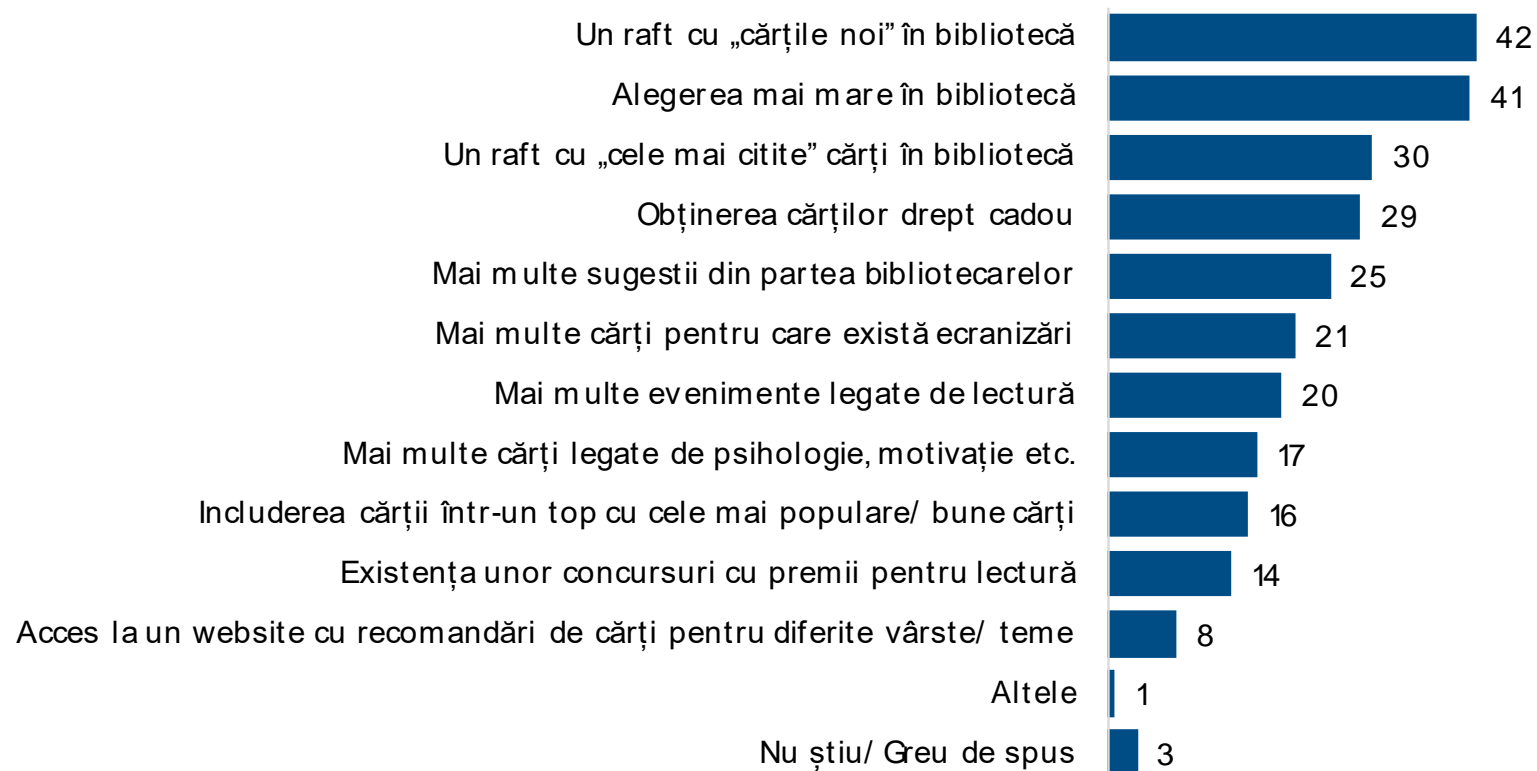 Un raft cu „cărțile noi” în bibliotecă 42
Alegerea mai mare în bibliotecă 41
Un raft cu „cele mai citite” cărți în bibliotecă 30
Obținerea cărților drept cadou 29
Mai multe sugestii din partea bibliotecarelor 25
Mai multe cărți pentru care există ecranizări 21
Mai multe evenimente legate de lectură 20
Mai multe cărți legate de psihologie, motivație etc. 17
Includerea cărții într-un top cu cele mai populare/ bune cărți 16
Existența unor concursuri cu premii pentru lectură 14
Acces la un website cu recomandări de cărți pentru diferite vârste/ teme 8
Altele 1
Nu știu/ Greu de spus 3